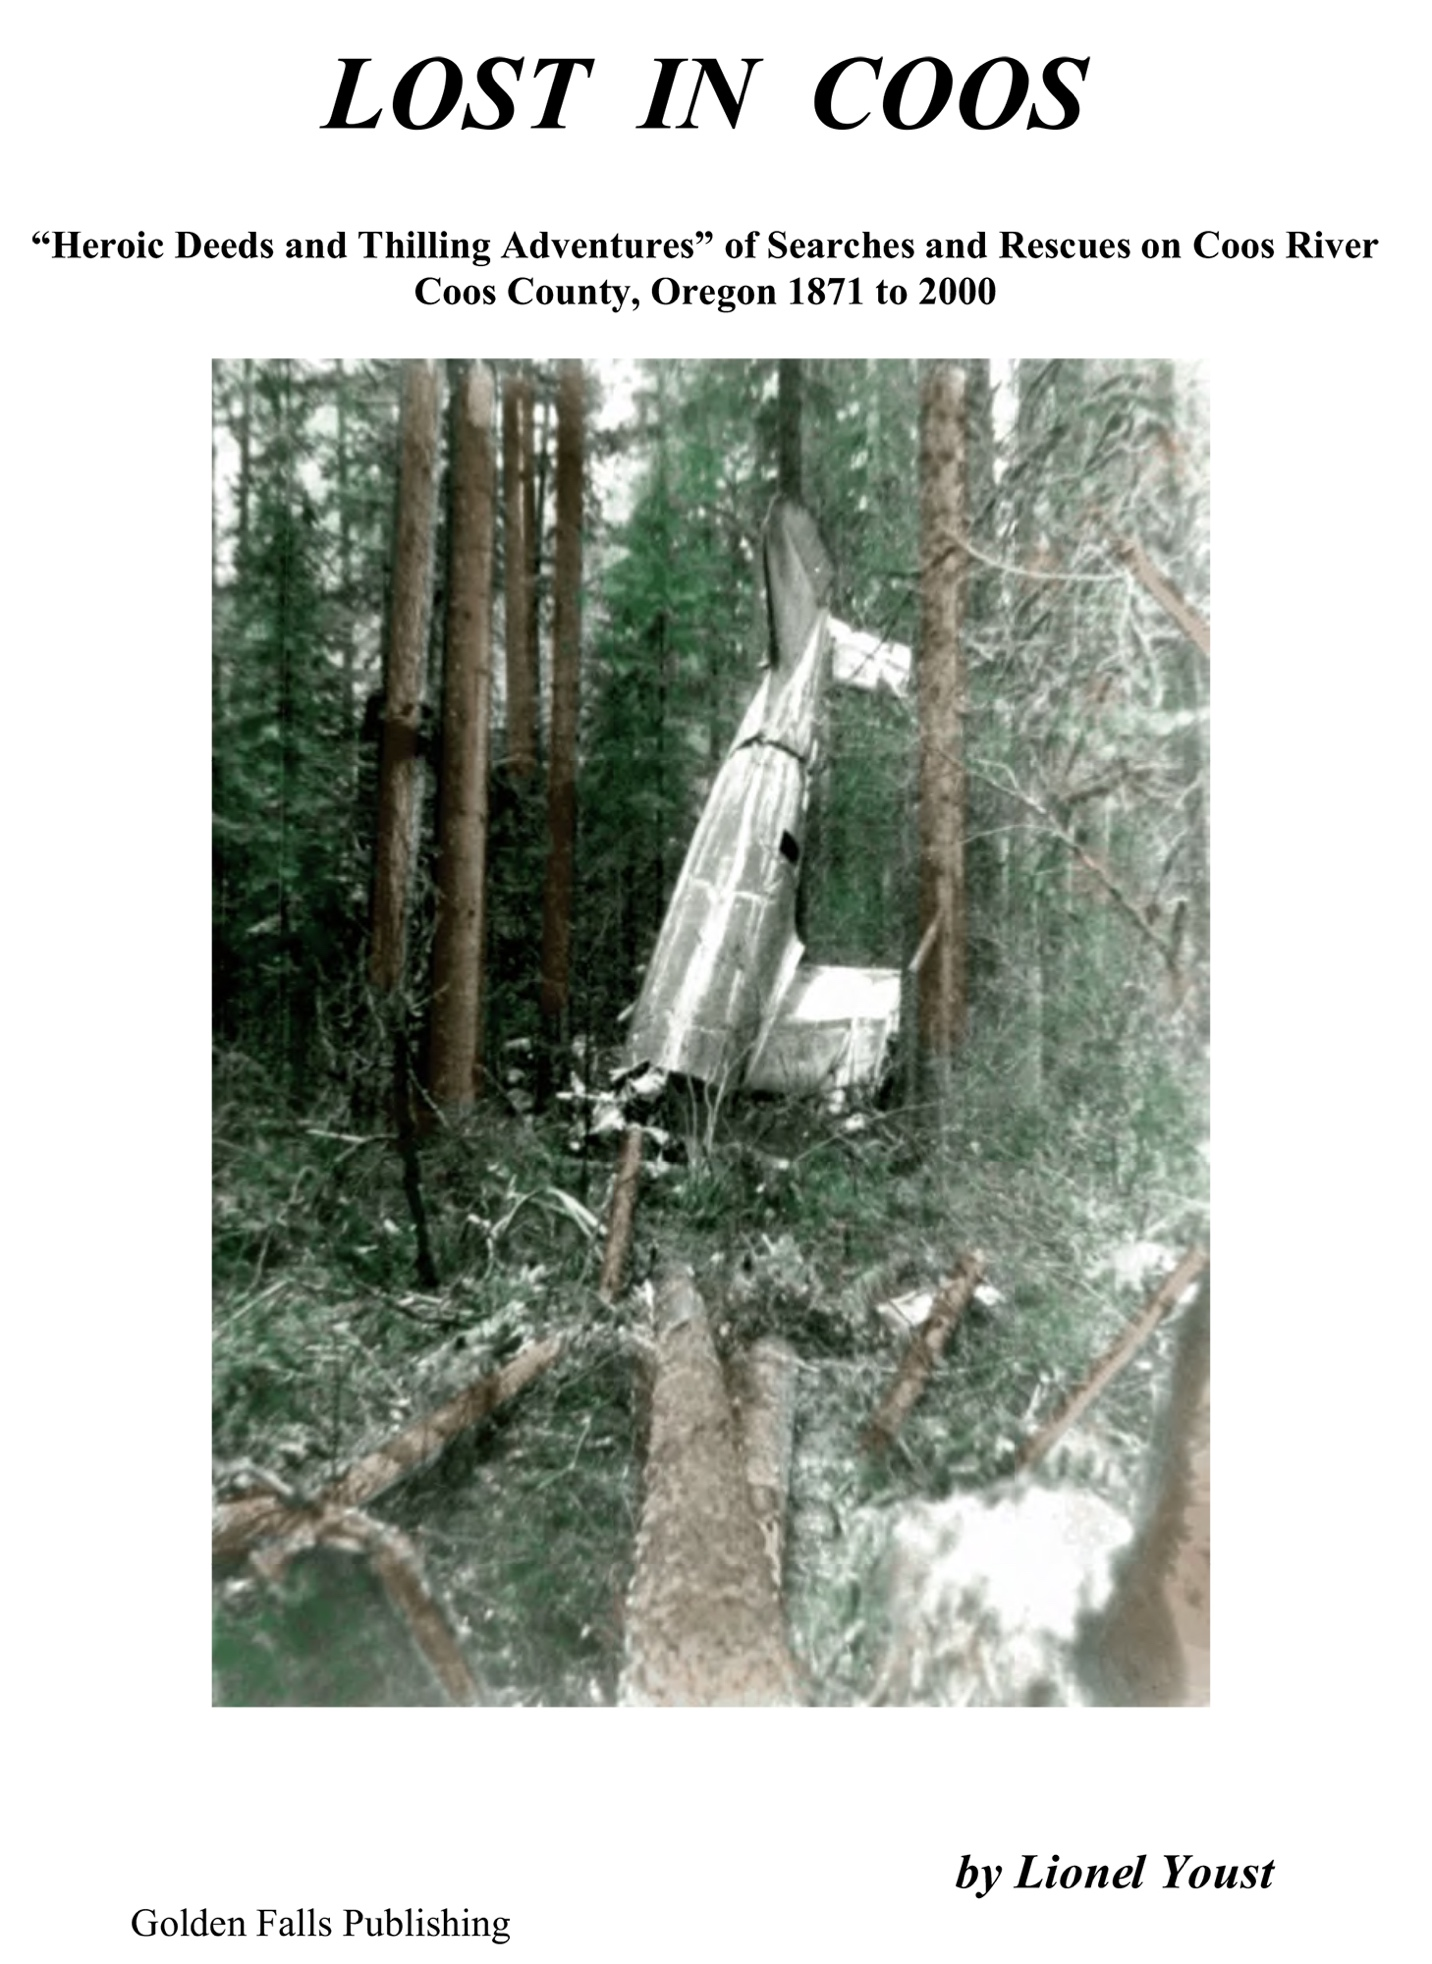 LOST IN COOS
“Heroic Deeds and Thilling Adventures” of Searches and Rescues on Coos River
Coos County, Oregon 1871 to 2000
by Lionel Youst
Golden Falls Publishing